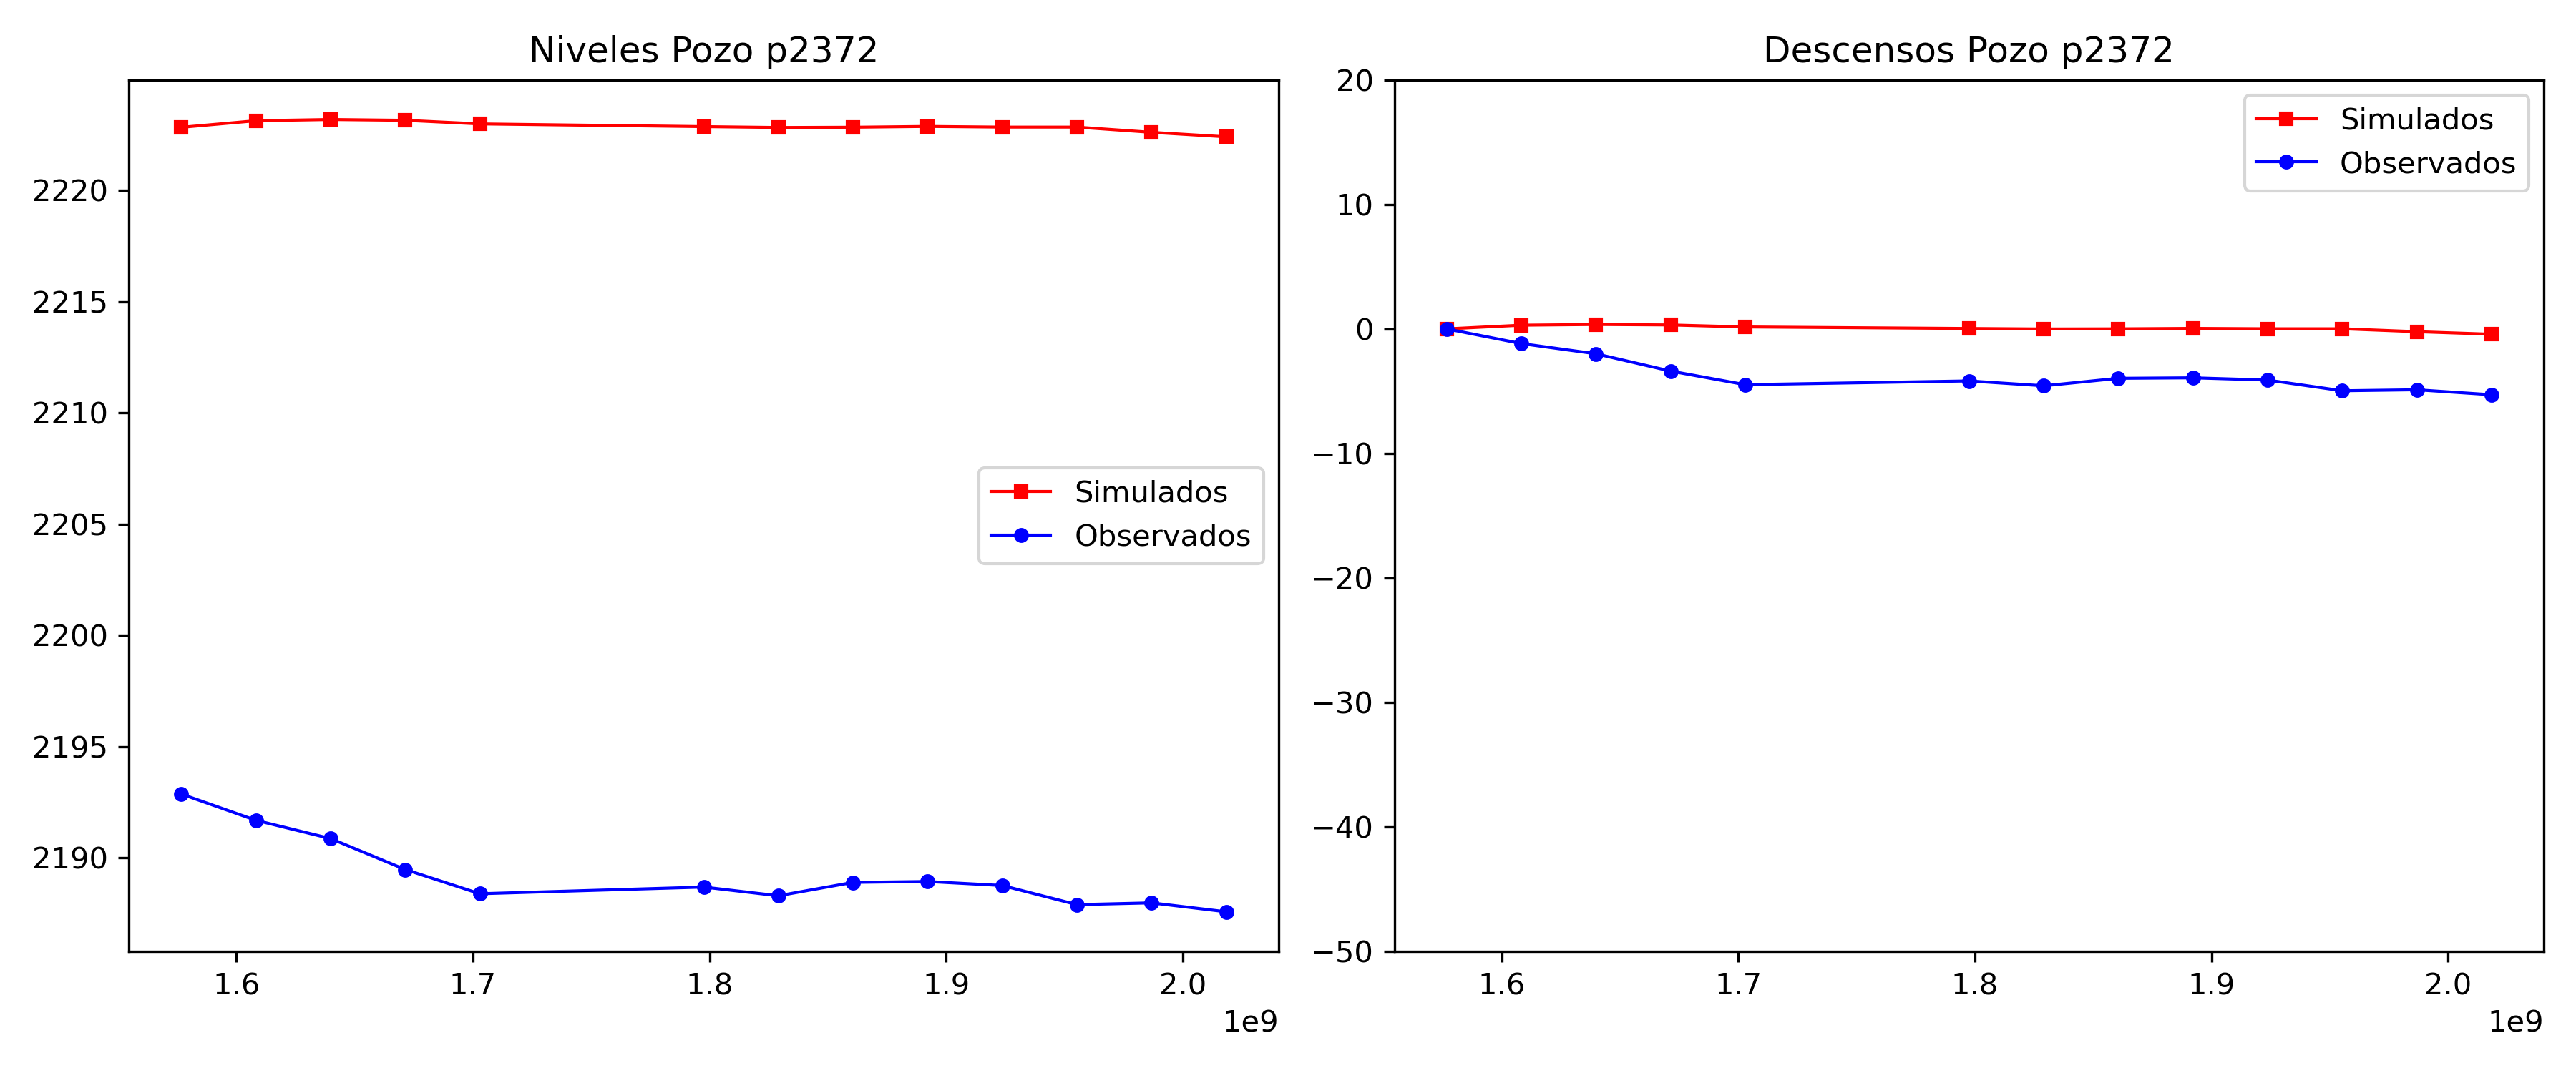 Niveles Pozo p2372
2220
2215
2210
2205
2200
2195
2190
Simulados
Observados
1.6 1.7 1.8 1.9 2.0
1e9
Descensos Pozo p2372
20
10
0
−10
−20
−30
−40
−50
Simulados
Observados
1.6 1.7 1.8 1.9 2.0
1e9